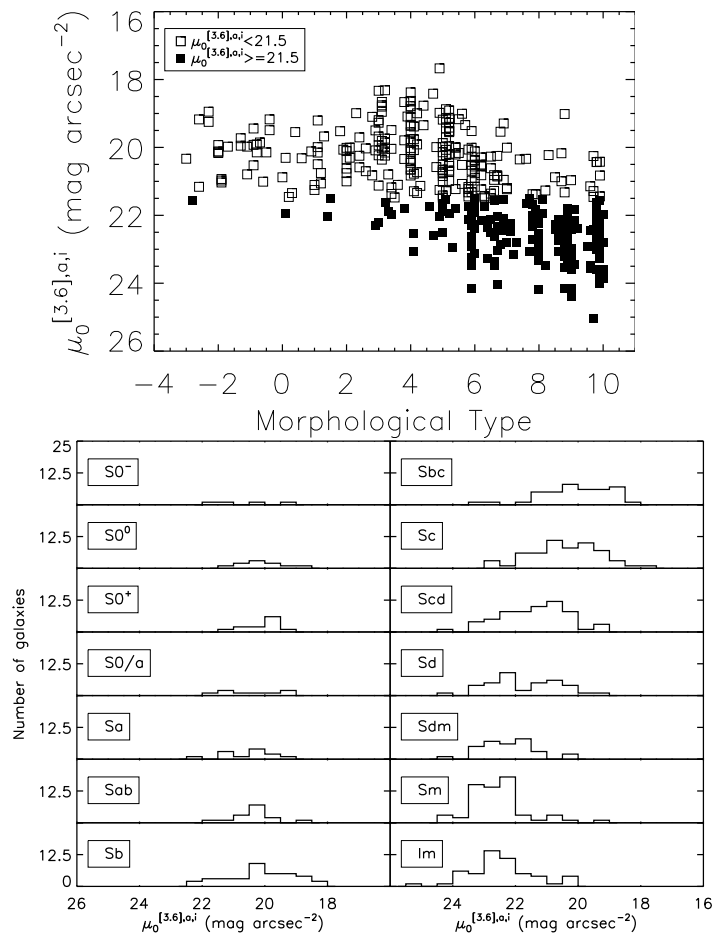 μ₀^[3.6],a,i<21.5
μ₀^[3.6],a,i>=21.5
16
18
20
22
24
26
μ₀^[3.6],a,i (mag arcsec⁻²)
−4 −2 0 2 4 6 8 10
Morphological Type
25
12.5 S0⁻ Sbc
12.5 S0⁰ Sc
12.5 S0⁺ Scd
12.5 S0/a Sd
12.5 Sa Sdm
12.5 Sab Sm
12.5 Sb Im
0
Number of galaxies
26 24 22 20 18 24 22 20 18 16
μ₀^[3.6],a,i (mag arcsec⁻²) μ₀^[3.6],a,i (mag arcsec⁻²)